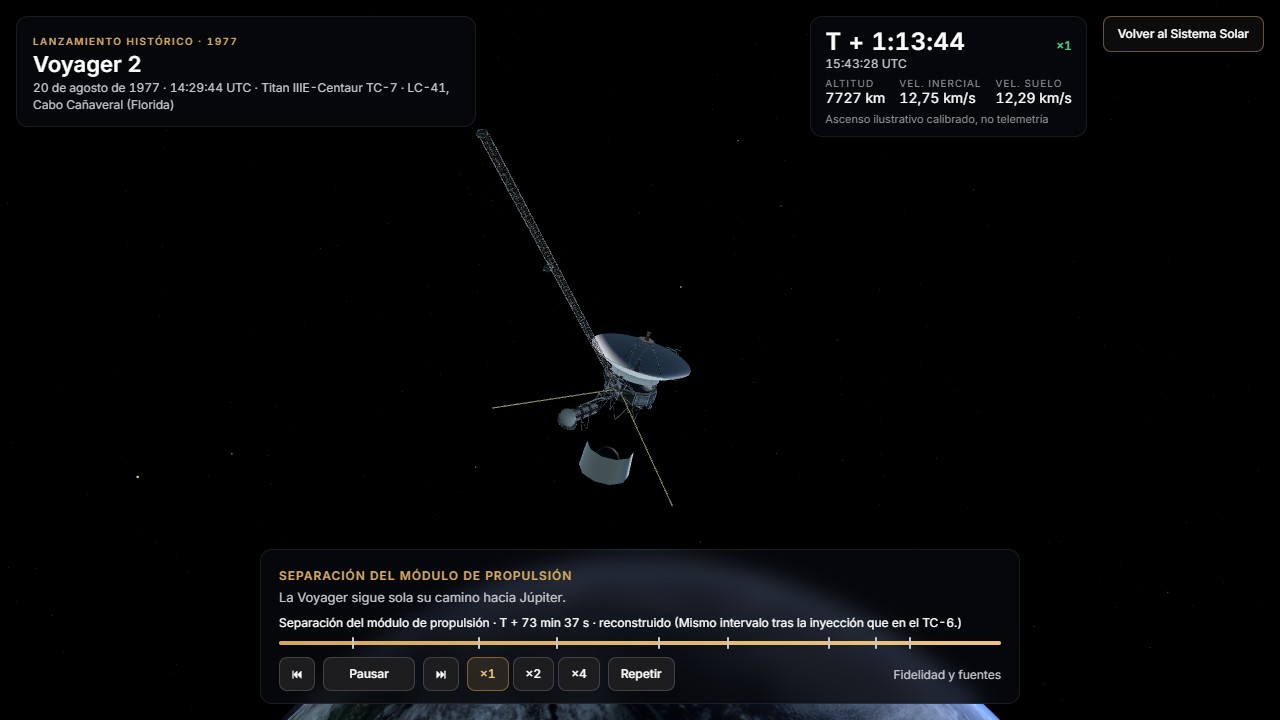 LANZAMIENTO HISTÓRICO · 1977
Voyager 2
20 de agosto de 1977 · 14:29:44 UTC · Titan IIIE-Centaur TC-7 · LC-41,
Cabo Cañaveral (Florida)
T + 1:13:44 ×1
15:43:28 UTC
ALTITUD VEL. INERCIAL VEL. SUELO
7727 km 12,75 km/s 12,29 km/s
Ascenso ilustrativo calibrado, no telemetría
Volver al Sistema Solar
SEPARACIÓN DEL MÓDULO DE PROPULSIÓN
La Voyager sigue sola su camino hacia Júpiter.
Separación del módulo de propulsión · T + 73 min 37 s · reconstruido (Mismo intervalo tras la inyección que en el TC-6.)
⏮ Pausar ⏭ ×1 ×2 ×4 Repetir Fidelidad y fuentes